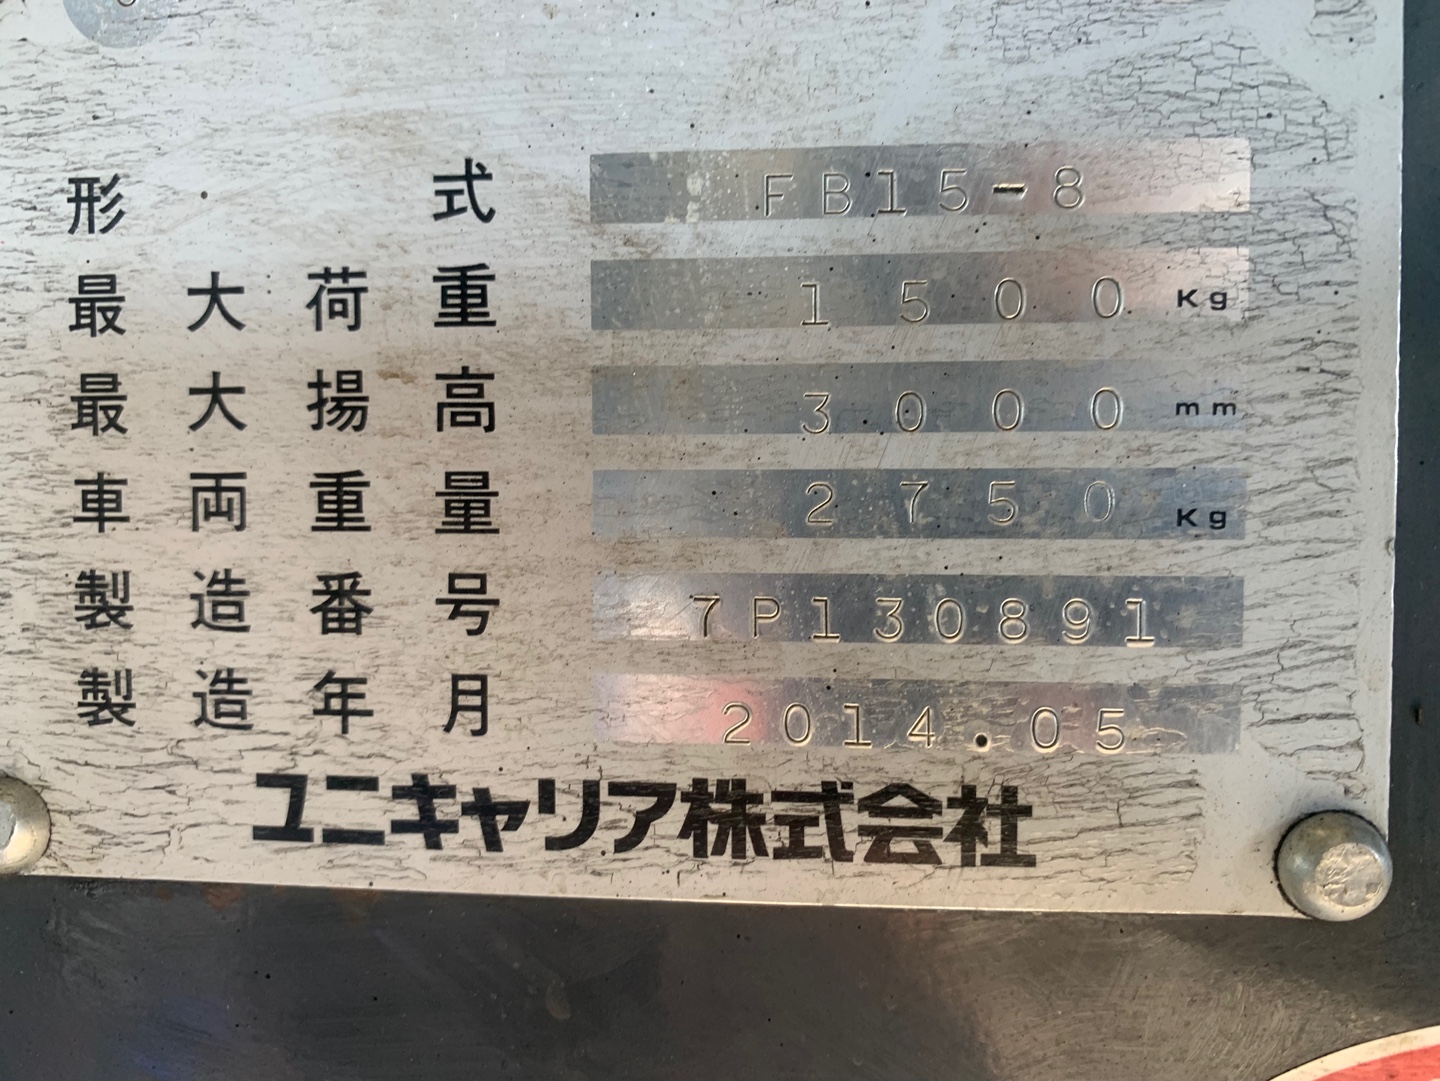 形式 FB15-8
最大荷重 1500 Kg
最大揚高 3000 mm
車両重量 2750 Kg
製造番号 7P130891
製造年月 2014.05
ユニキャリア株式会社